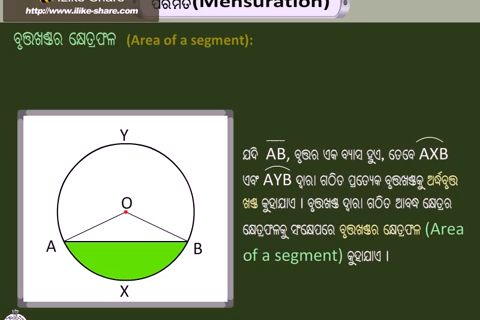 http://www.ilike-share.com
ପରିମିତି(Mensuration)
ବୃତ୍ତଖଣ୍ଡର କ୍ଷେତ୍ରଫଳ (Area of a segment):
Y
O
A
B
X
ଯଦି AB, ବୃତ୍ତର ଏକ ବ୍ୟାସ ହୁଏ, ତେବେ AXB
ଏବଂ AYB ଦ୍ୱାରା ଗଠିତ ପ୍ରତ୍ୟେକ ବୃତ୍ତଖଣ୍ଡକୁ ଅର୍ଦ୍ଧବୃତ୍ତ
ଖଣ୍ଡ କୁହାଯାଏ । ବୃତ୍ତଖଣ୍ଡ ଦ୍ୱାରା ଗଠିତ ଆବଦ୍ଧ କ୍ଷେତ୍ରର
କ୍ଷେତ୍ରଫଳକୁ ସଂକ୍ଷେପରେ ବୃତ୍ତଖଣ୍ଡର କ୍ଷେତ୍ରଫଳ (Area
of a segment) କୁହାଯାଏ ।